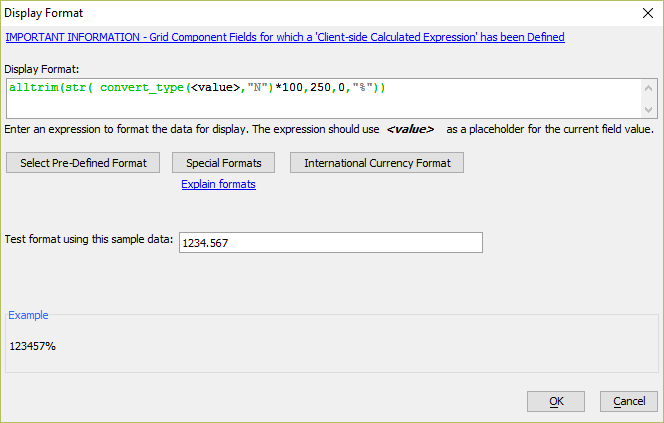 Display Format
IMPORTANT INFORMATION - Grid Component Fields for which a 'Client-side Calculated Expression' has been Defined
Display Format:
alltrim(str( convert_type(<value>,"N")*100,250,0,"%"))
Enter an expression to format the data for display. The expression should use <value> as a placeholder for the current field value.
Select Pre-Defined Format Special Formats International Currency Format
Explain formats
Test format using this sample data: 1234.567
Example
123457%
OK Cancel